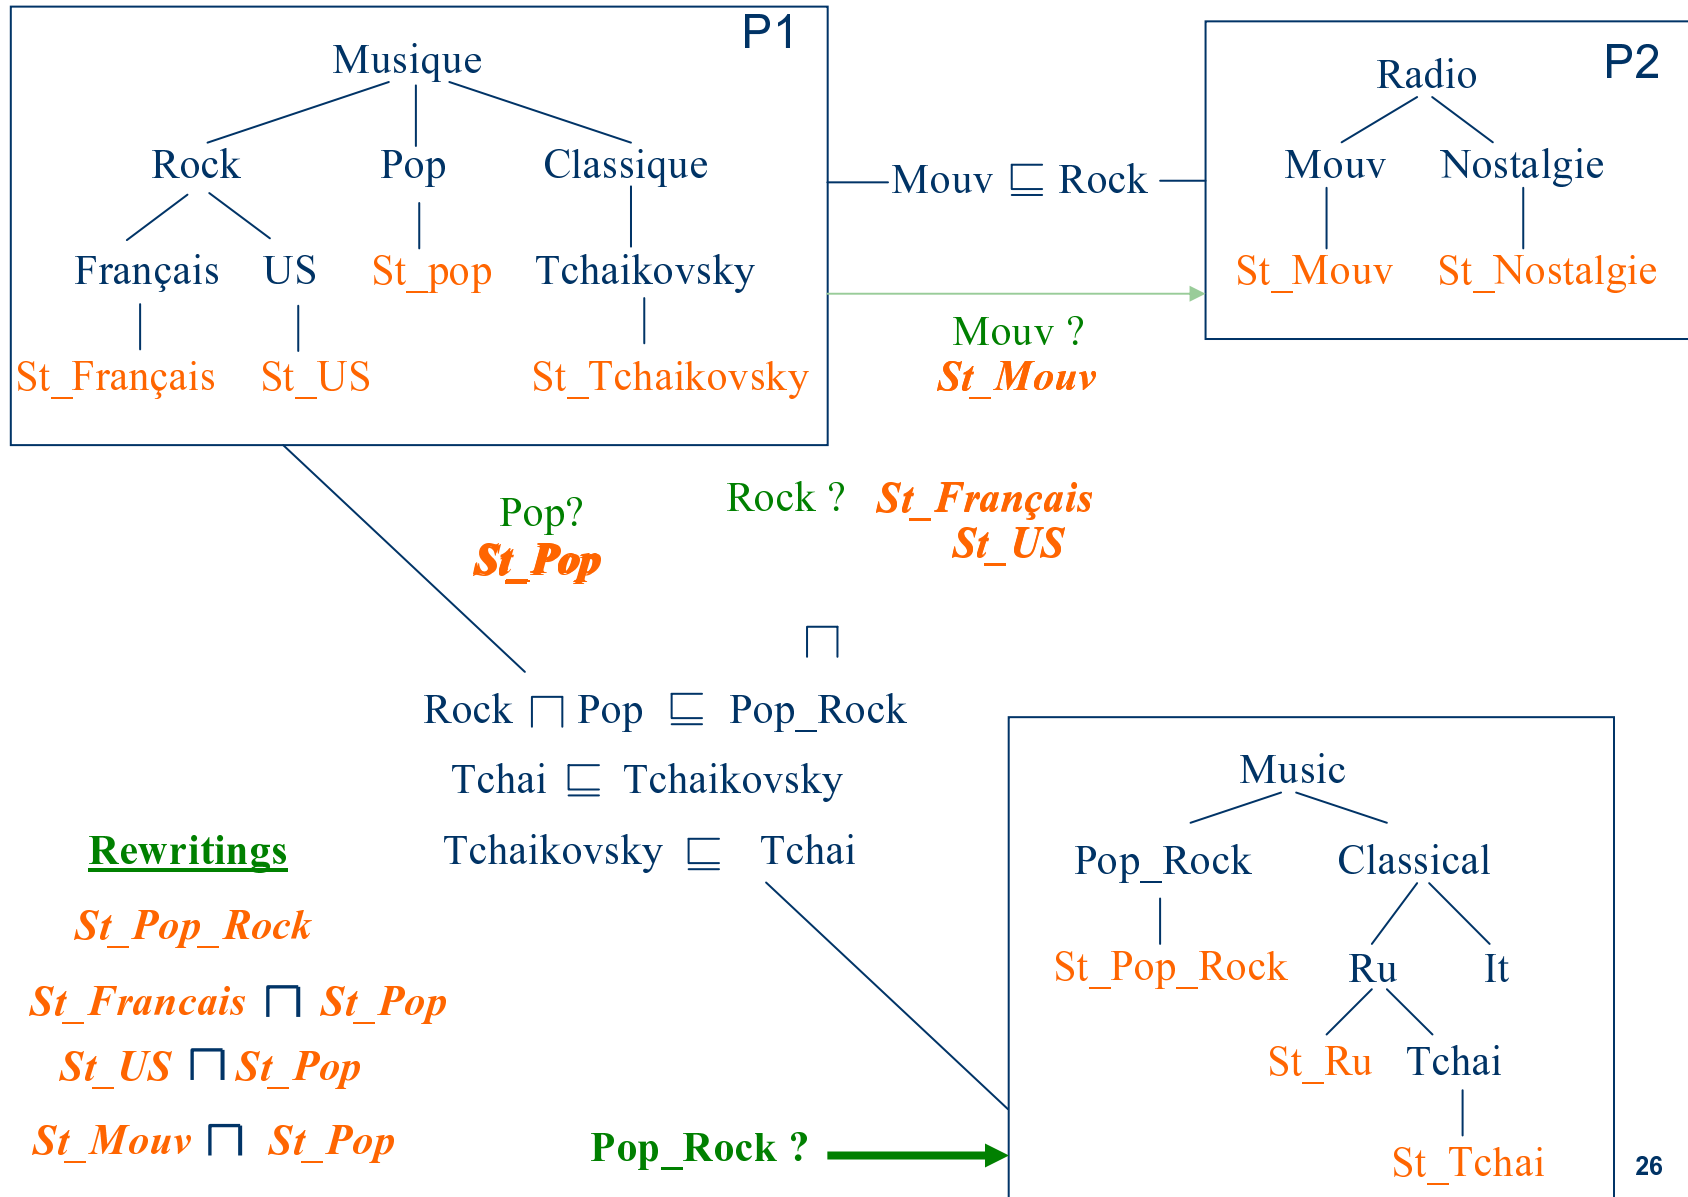 P1
Musique
Rock Pop Classique
Français US St_pop Tchaikovsky
St_Français St_US St_Tchaikovsky
Mouv ⊑ Rock
Mouv ?
St_Mouv
P2
Radio
Mouv Nostalgie
St_Mouv St_Nostalgie
Pop?
St_Pop
Rock ? St_Français
St_US
⊓
Rock ⊓ Pop ⊑ Pop_Rock
Tchai ⊑ Tchaikovsky
Tchaikovsky ⊑ Tchai
Rewritings
St_Pop_Rock
St_Francais ⊓ St_Pop
St_US ⊓ St_Pop
St_Mouv ⊓ St_Pop
Pop_Rock ?
Music
Pop_Rock Classical
St_Pop_Rock Ru It
St_Ru Tchai
St_Tchai
26